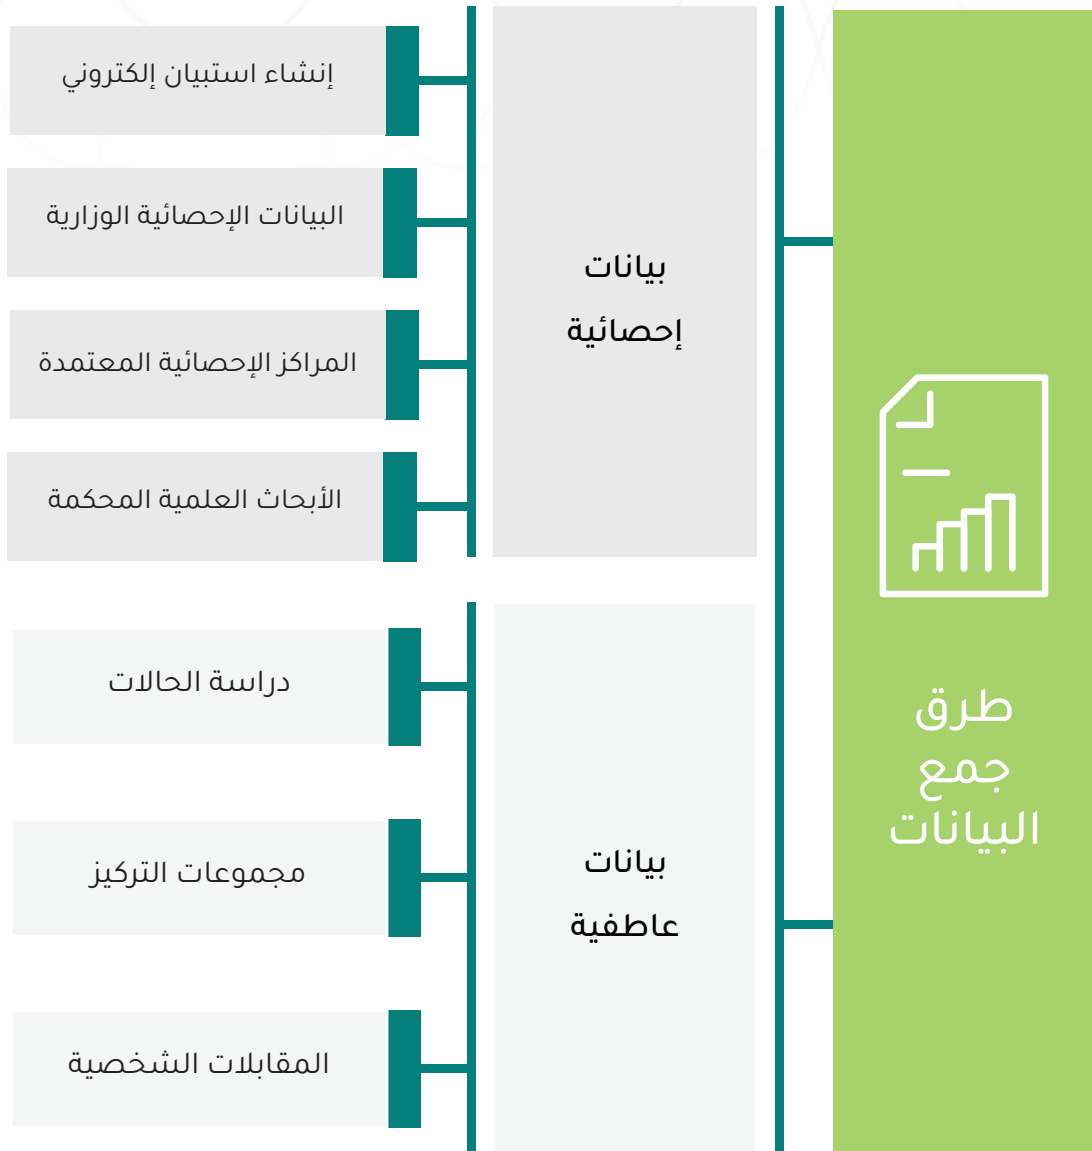 طرق
جمع
البيانات
بيانات
إحصائية
إنشاء استبيان إلكتروني
البيانات الإحصائية الوزارية
المراكز الإحصائية المعتمدة
الأبحاث العلمية المحكمة
بيانات
عاطفية
دراسة الحالات
مجموعات التركيز
المقابلات الشخصية